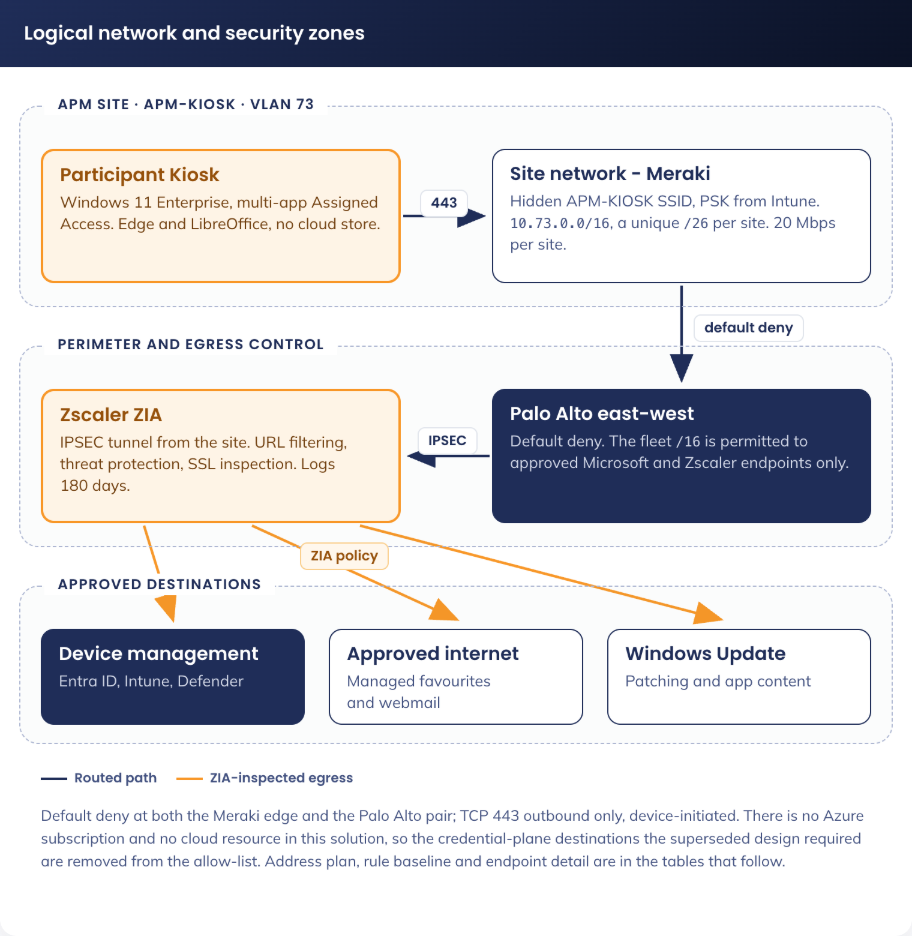 Logical network and security zones
APM SITE · APM-KIOSK · VLAN 73
Participant Kiosk
Windows 11 Enterprise, multi-app Assigned
Access. Edge and LibreOffice, no cloud store.
443
Site network - Meraki
Hidden APM-KIOSK SSID, PSK from Intune.
10.73.0.0/16, a unique /26 per site. 20 Mbps
per site.
default deny
PERIMETER AND EGRESS CONTROL
Zscaler ZIA
IPSEC tunnel from the site. URL filtering,
threat protection, SSL inspection. Logs
180 days.
IPSEC
Palo Alto east-west
Default deny. The fleet /16 is permitted to
approved Microsoft and Zscaler endpoints only.
ZIA policy
APPROVED DESTINATIONS
Device management
Entra ID, Intune, Defender
Approved internet
Managed favourites
and webmail
Windows Update
Patching and app content
Routed path
ZIA-inspected egress
Default deny at both the Meraki edge and the Palo Alto pair; TCP 443 outbound only, device-initiated. There is no Azure
subscription and no cloud resource in this solution, so the credential-plane destinations the superseded design required
are removed from the allow-list. Address plan, rule baseline and endpoint detail are in the tables that follow.